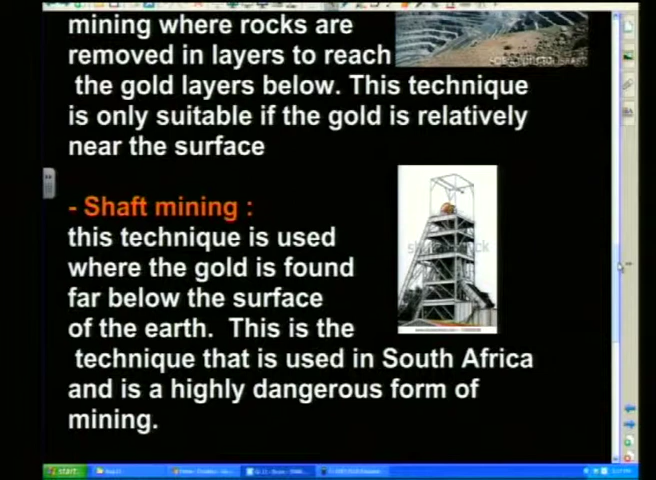 mining where rocks are
removed in layers to reach
the gold layers below. This technique
is only suitable if the gold is relatively
near the surface
- Shaft mining :
this technique is used
where the gold is found
far below the surface
of the earth. This is the
technique that is used in South Africa
and is a highly dangerous form of
mining.
start